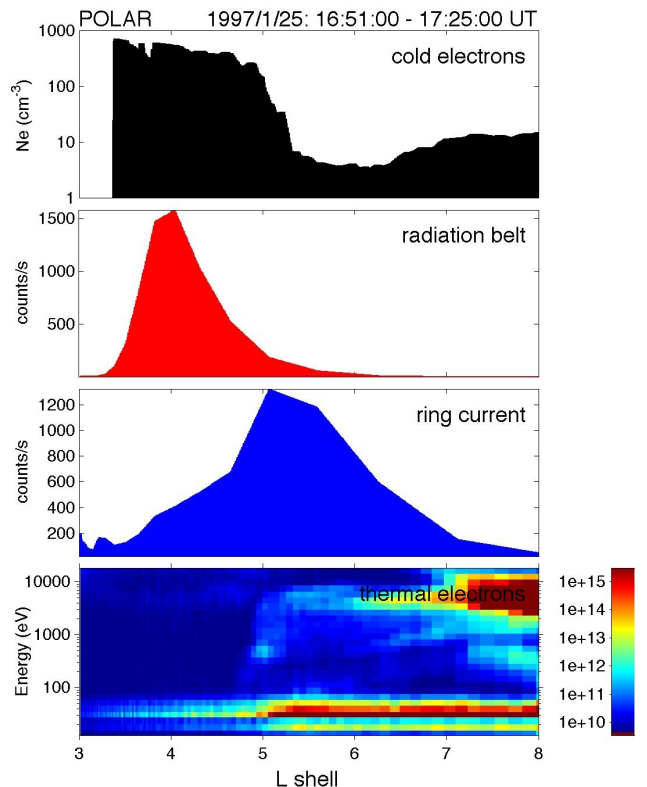 POLAR 1997/1/25: 16:51:00 - 17:25:00 UT
1000
cold electrons
100
Ne (cm-3)
10
1
1500
radiation belt
1000
counts/s
500
1200
ring current
1000
800
counts/s
600
400
200
10000
thermal electrons
1e+15
1e+14
1000
Energy (eV)
1e+13
1e+12
100
1e+11
1e+10
3 4 5 6 7 8
L shell